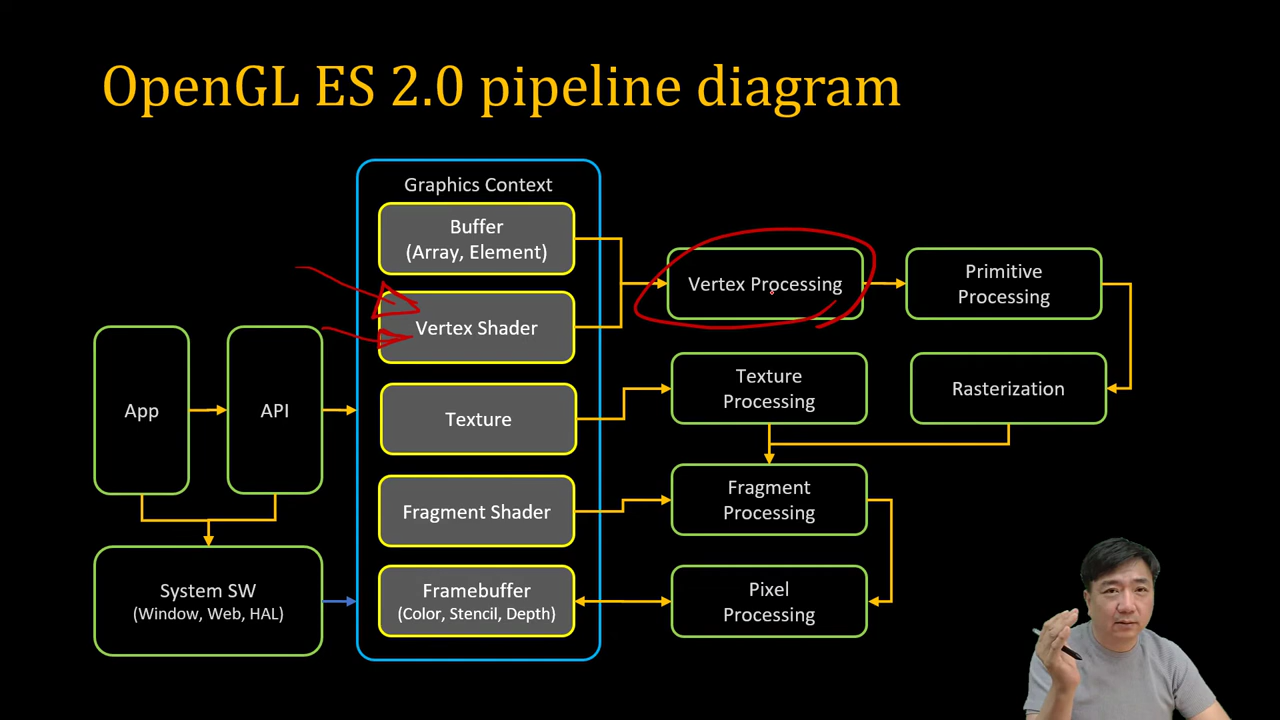 OpenGL ES 2.0 pipeline diagram
Graphics Context
Buffer
(Array, Element)
Vertex Shader
Texture
Fragment Shader
Framebuffer
(Color, Stencil, Depth)
App
API
System SW
(Window, Web, HAL)
Vertex Processing
Primitive
Processing
Texture
Processing
Rasterization
Fragment
Processing
Pixel
Processing